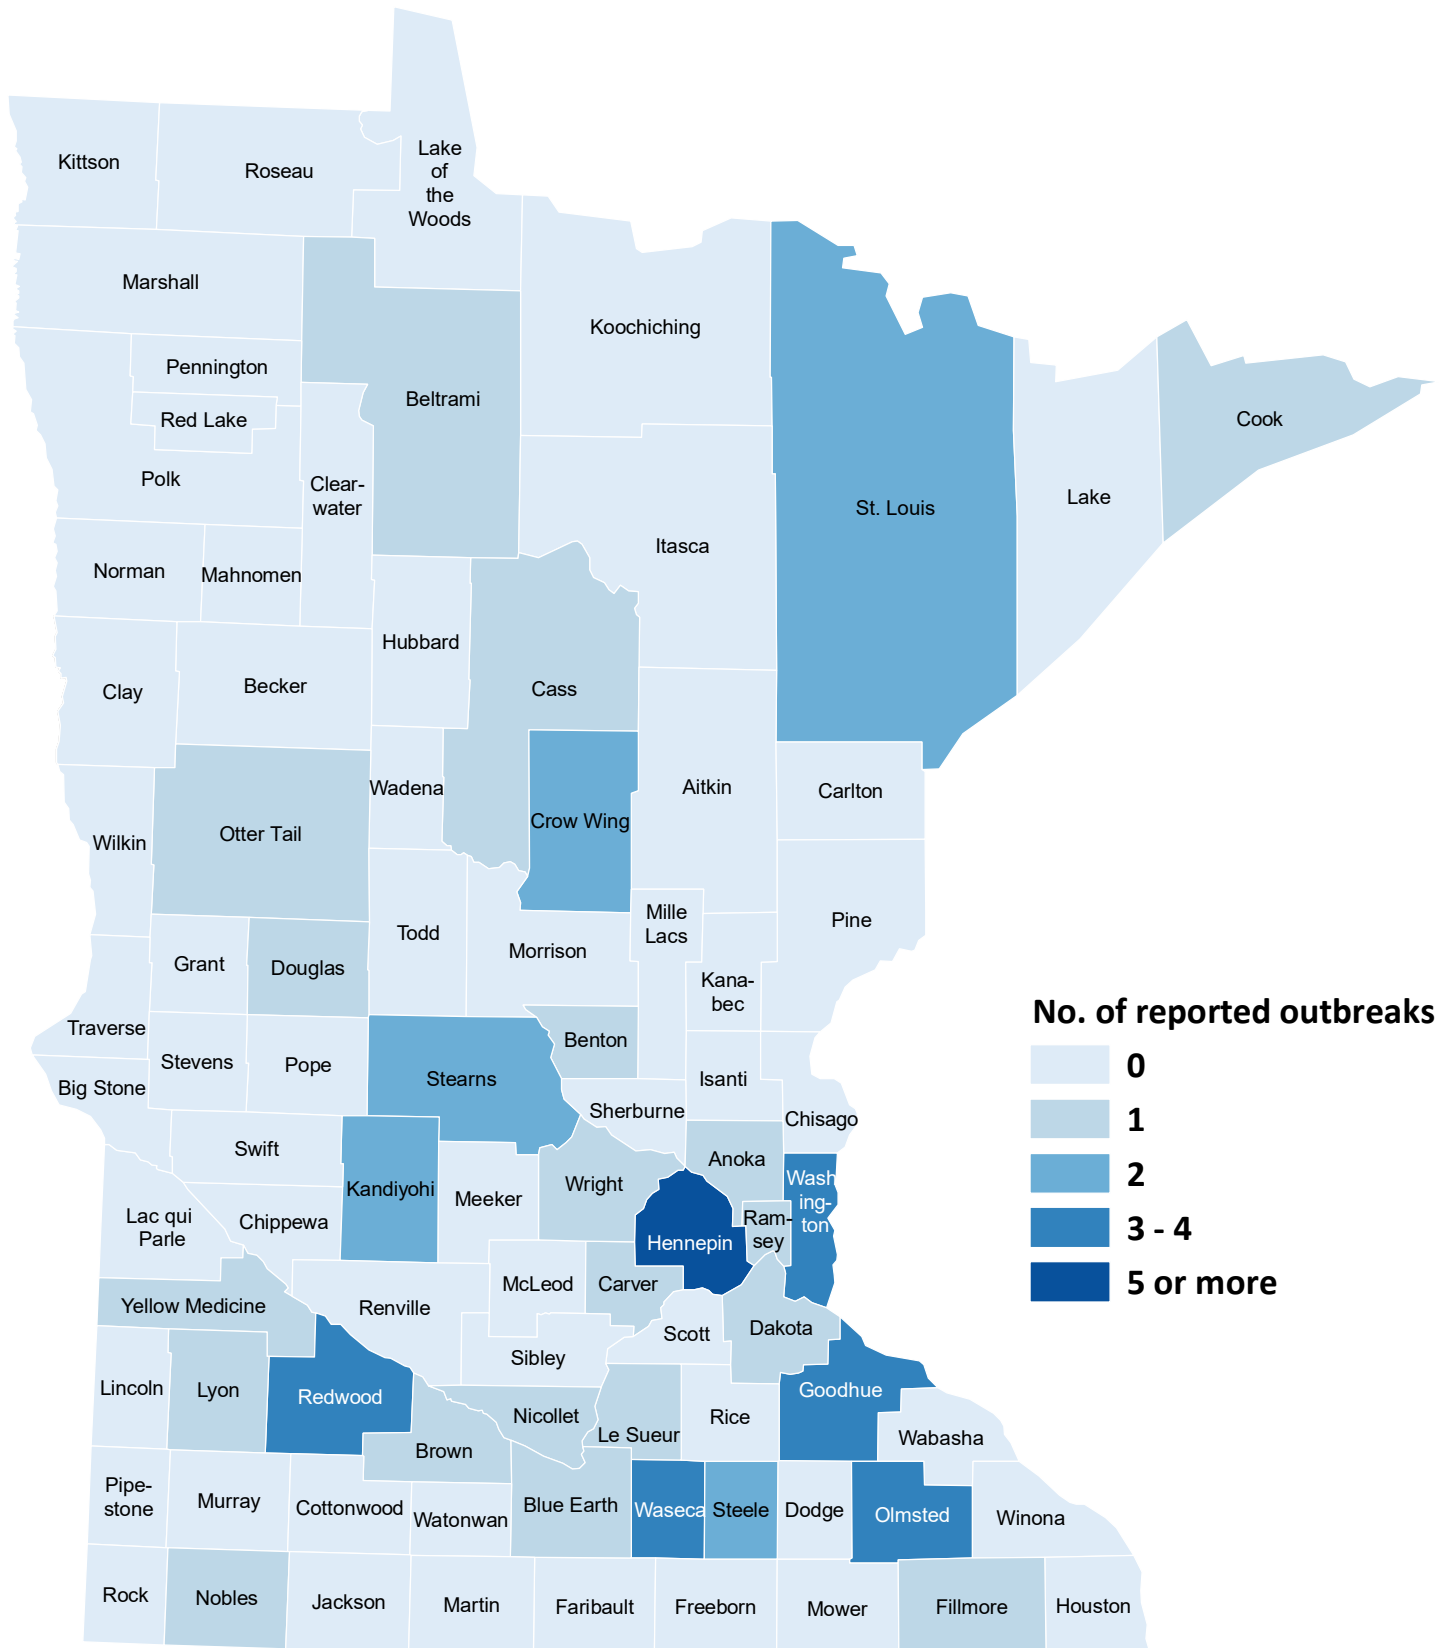 Kittson
Roseau
Lake
of
the
Woods
Marshall
Koochiching
Pennington
Beltrami
Red Lake
Cook
Polk
Clear-
water
Lake
St. Louis
Itasca
Norman
Mahnomen
Hubbard
Clay
Becker
Cass
Wadena
Aitkin
Carlton
Crow Wing
Otter Tail
Wilkin
Mille
Lacs
Pine
Todd
Morrison
Grant
Douglas
Kana-
bec
Traverse
Stevens
Pope
Benton
Stearns
Isanti
Big Stone
Sherburne
Chisago
Swift
Anoka
Kandiyohi
Meeker
Wright
Wash
ing-
ton
Lac qui
Parle
Chippewa
Ram-
sey
Hennepin
McLeod
Carver
Yellow Medicine
Renville
Scott
Dakota
Sibley
Lincoln
Lyon
Redwood
Goodhue
Nicollet
Rice
Le Sueur
Wabasha
Brown
Pipe-
stone
Murray
Cottonwood
Watonwan
Blue Earth
Waseca
Steele
Dodge
Olmsted
Winona
Rock
Nobles
Jackson
Martin
Faribault
Freeborn
Mower
Fillmore
Houston
No. of reported outbreaks
0
1
2
3 - 4
5 or more